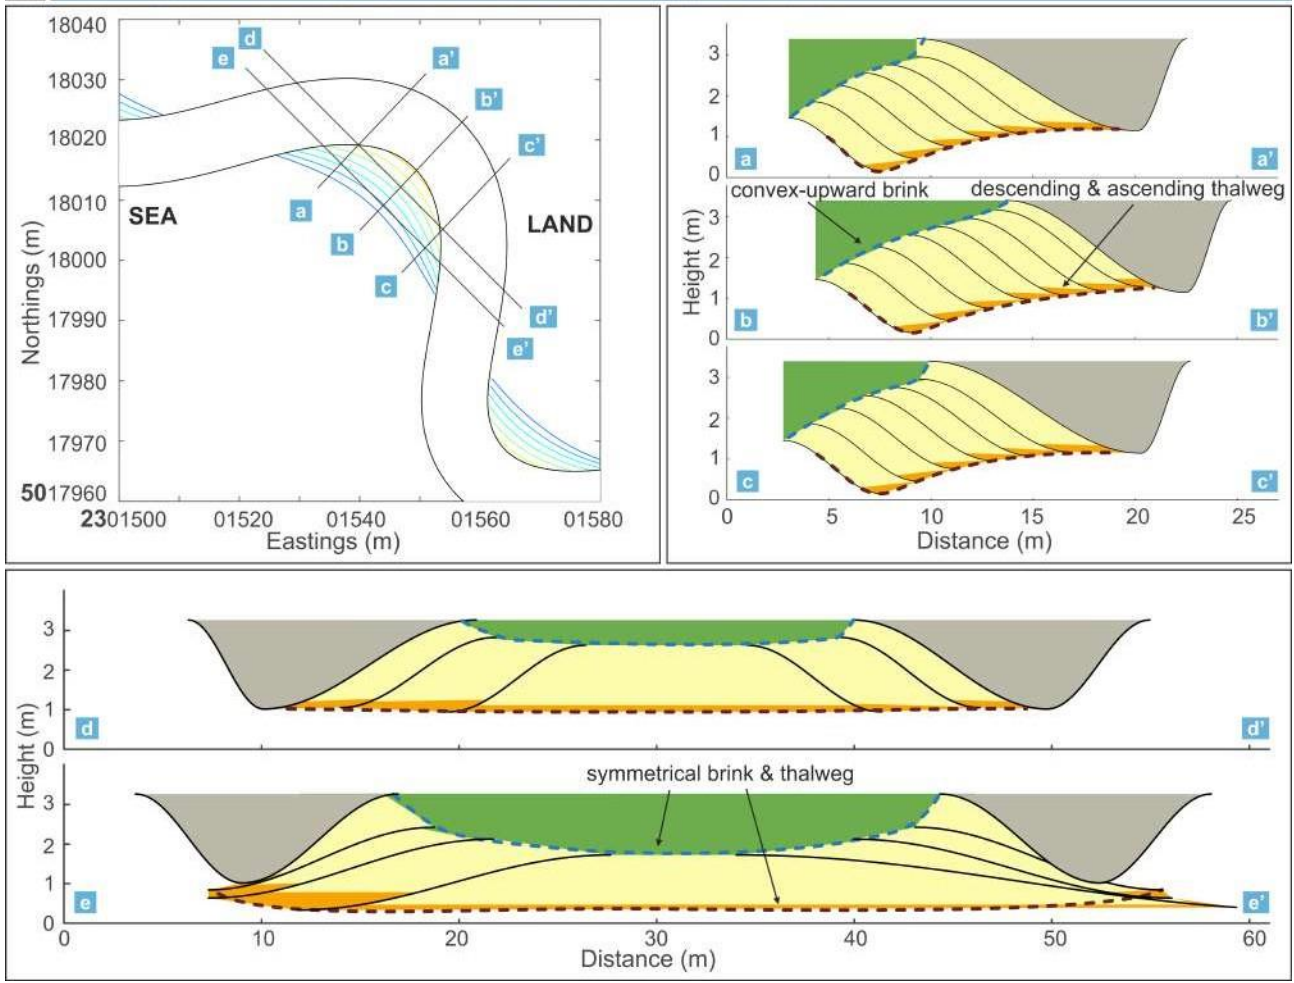 18040
18030
18020
18010
18000
17990
17980
17970
5017960
Northings (m)
2301500
01520
01540
01560
01580
Eastings (m)
SEA
LAND
d
e
a'
b'
c'
a
b
c
d'
e'
3
2
1
0
a
a'
convex-upward brink
descending & ascending thalweg
3
2
1
0
b
b'
Height (m)
3
2
1
0
c
c'
0
5
10
15
20
25
Distance (m)
3
2
1
0
d
d'
Height (m)
symmetrical brink & thalweg
3
2
1
0
e
e'
0
10
20
30
40
50
60
Distance (m)